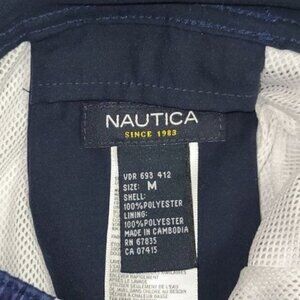 NAUTICA
SINCE 1983
VDR 693 412
SIZE: M
SHELL:
100%POLYESTER
LINING:
100%POLYESTER
MADE IN CAMBODIA
RN 67835
CA 07415